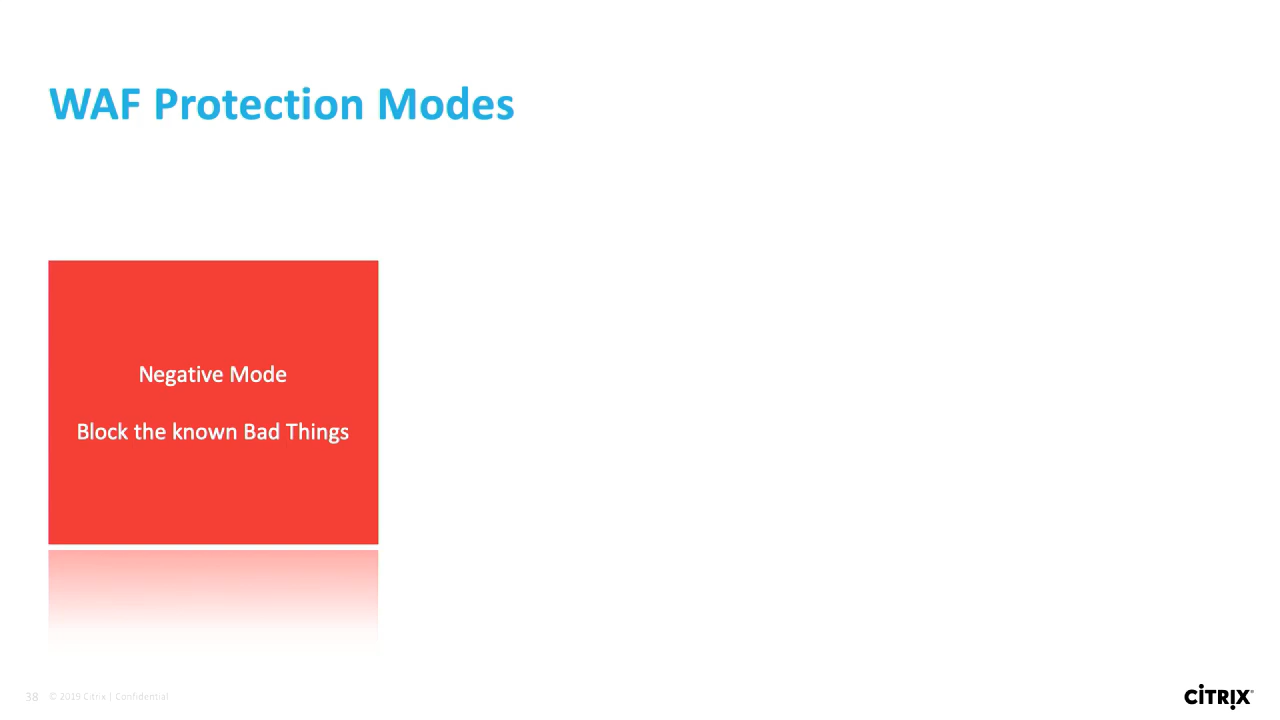 WAF Protection Modes
Negative Mode
Block the known Bad Things
38 © 2019 Citrix | Confidential
CITRIX